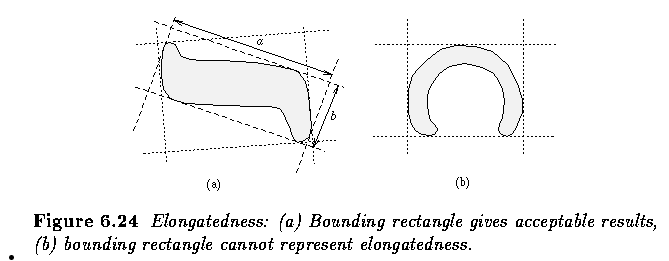 a
b
(a)
(b)
Figure 6.24 Elongatedness: (a) Bounding rectangle gives acceptable results,
(b) bounding rectangle cannot represent elongatedness.